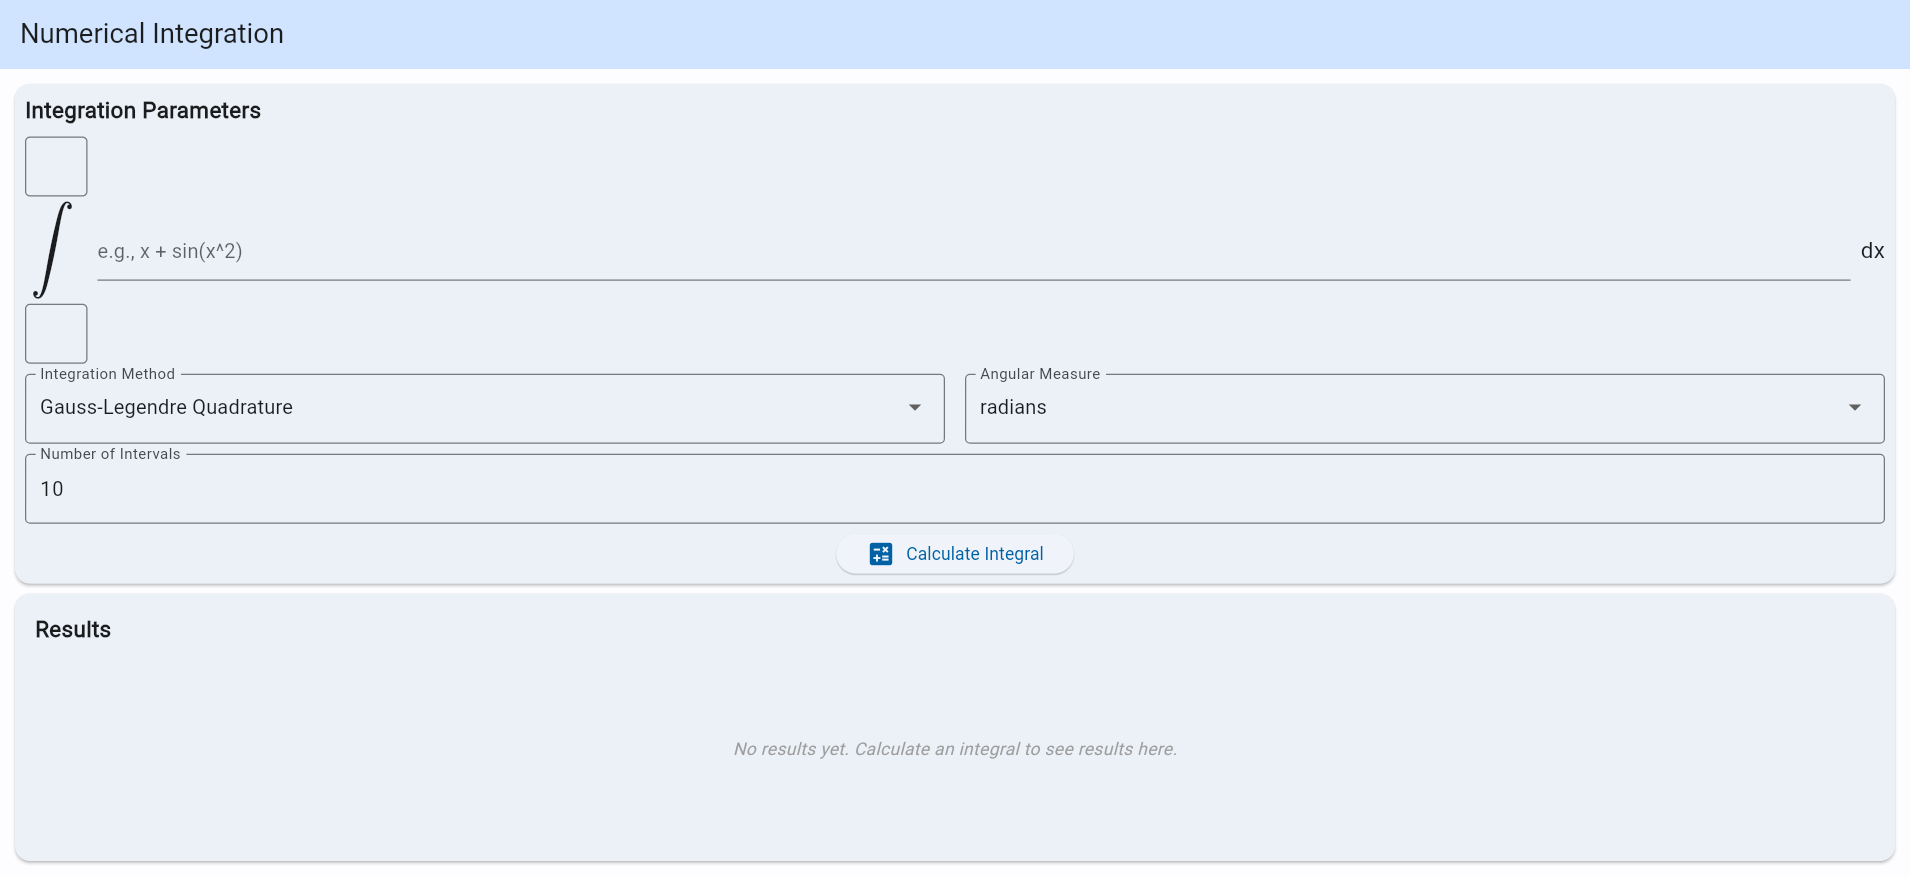 Numerical Integration
Integration Parameters
∫ e.g., x + sin(x^2) dx
Integration Method
Gauss-Legendre Quadrature
Angular Measure
radians
Number of Intervals
10
Calculate Integral
Results
No results yet. Calculate an integral to see results here.